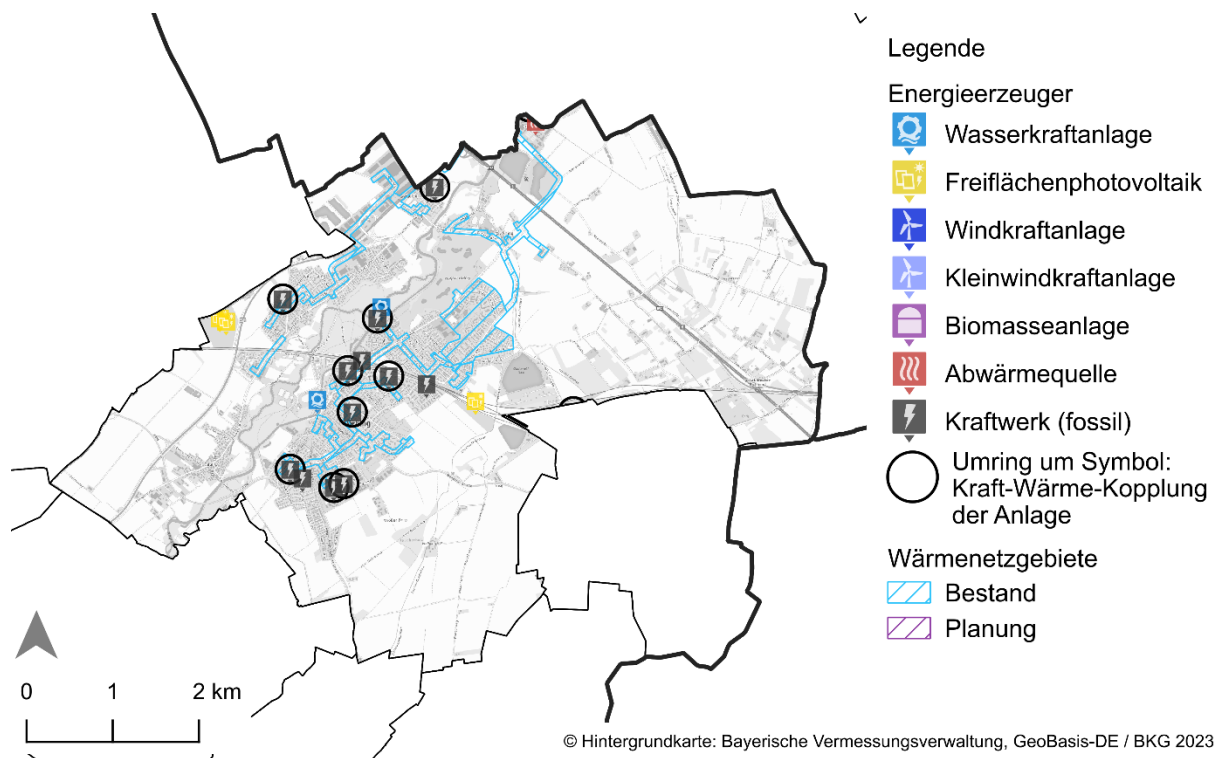 Legende
Energieerzeuger
Wasserkraftanlage
Freiflächenphotovoltaik
Windkraftanlage
Kleinwindkraftanlage
Biomasseanlage
Abwärmequelle
Kraftwerk (fossil)
Umring um Symbol:
Kraft-Wärme-Kopplung
der Anlage
Wärmenetzgebiete
Bestand
Planung
0 1 2 km
© Hintergrundkarte: Bayerische Vermessungsverwaltung, GeoBasis-DE / BKG 2023